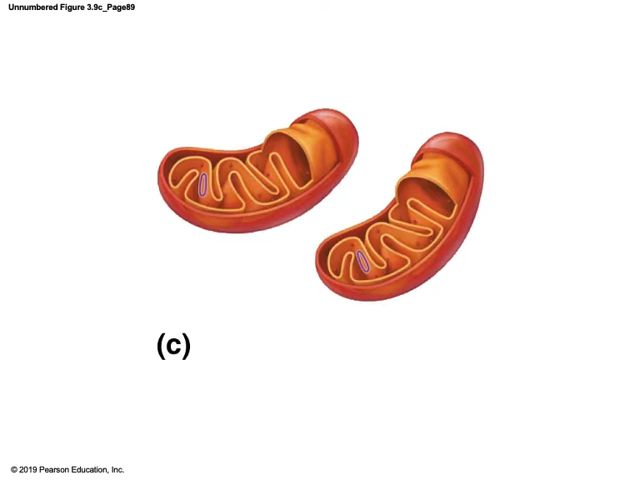 Unnumbered Figure 3.9c_Page89
(c)
© 2019 Pearson Education, Inc.